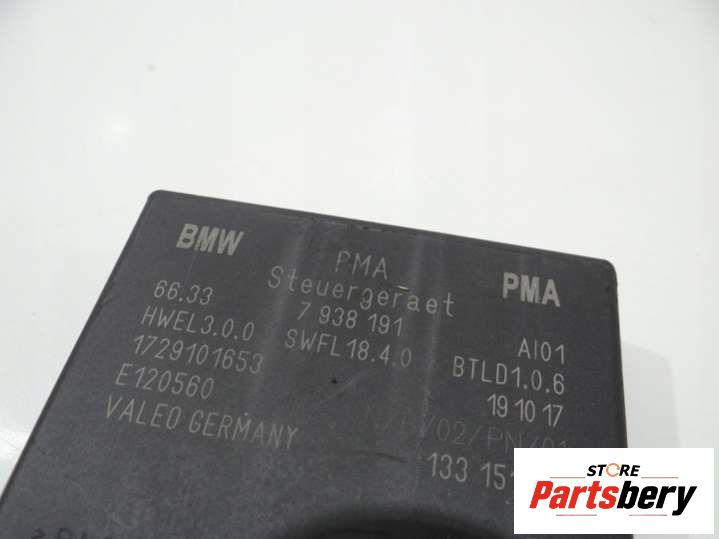 BMW PMA PMA
Steuergeraet
66.33 7 938 191 AI01
HWEL3.0.0 SWFL18.4.0 BTLD1.0.6
1729101653 19 10 17
E120560
VALEO GERMANY
133
STORE
Partsbery